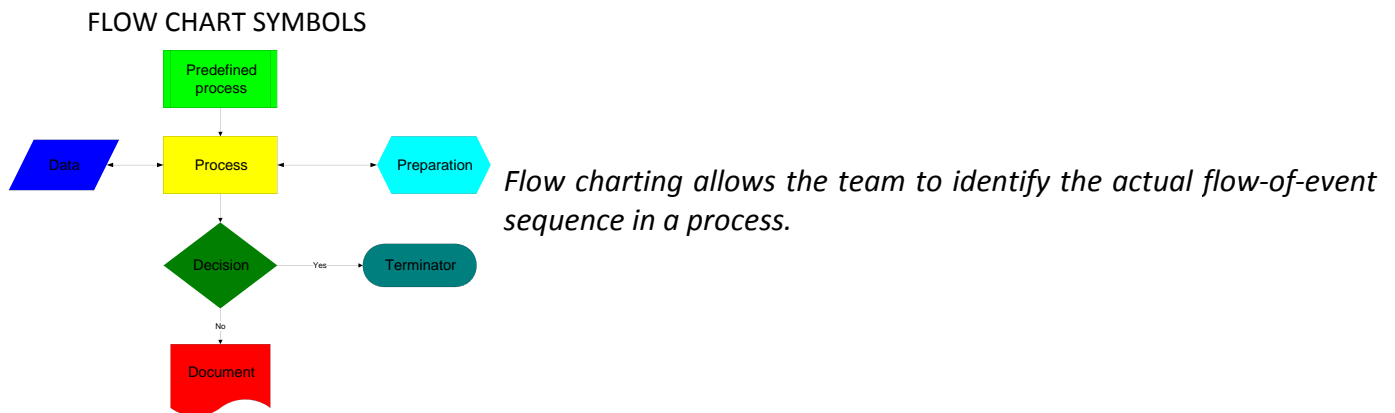 FLOW CHART SYMBOLS
Predefined
process
Data
Process
Preparation
Flow charting allows the team to identify the actual flow-of-event
sequence in a process.
Decision
Yes
Terminator
No
Document